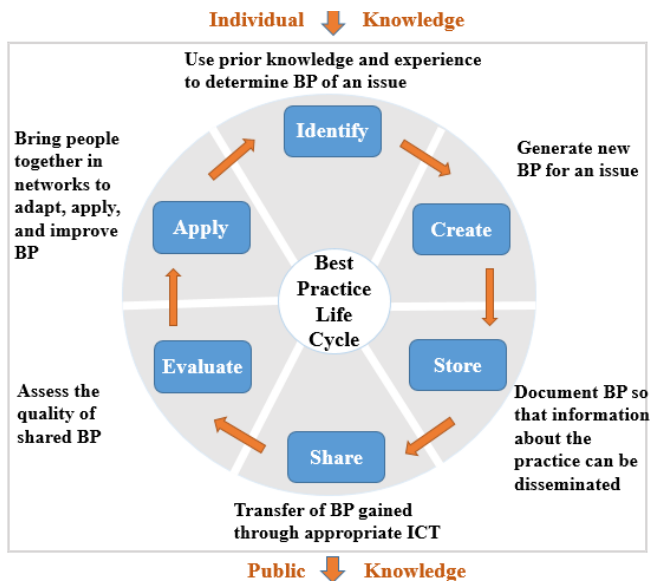 Individual Knowledge
Use prior knowledge and experience
to determine BP of an issue
Identify
Bring people
together in
networks to
adapt, apply,
and improve
BP
Generate new
BP for an issue
Apply
Create
Best
Practice
Life
Cycle
Evaluate
Store
Assess the
quality of
shared BP
Document BP so
that information
about the
practice can be
disseminated
Share
Transfer of BP gained
through appropriate ICT
Public Knowledge